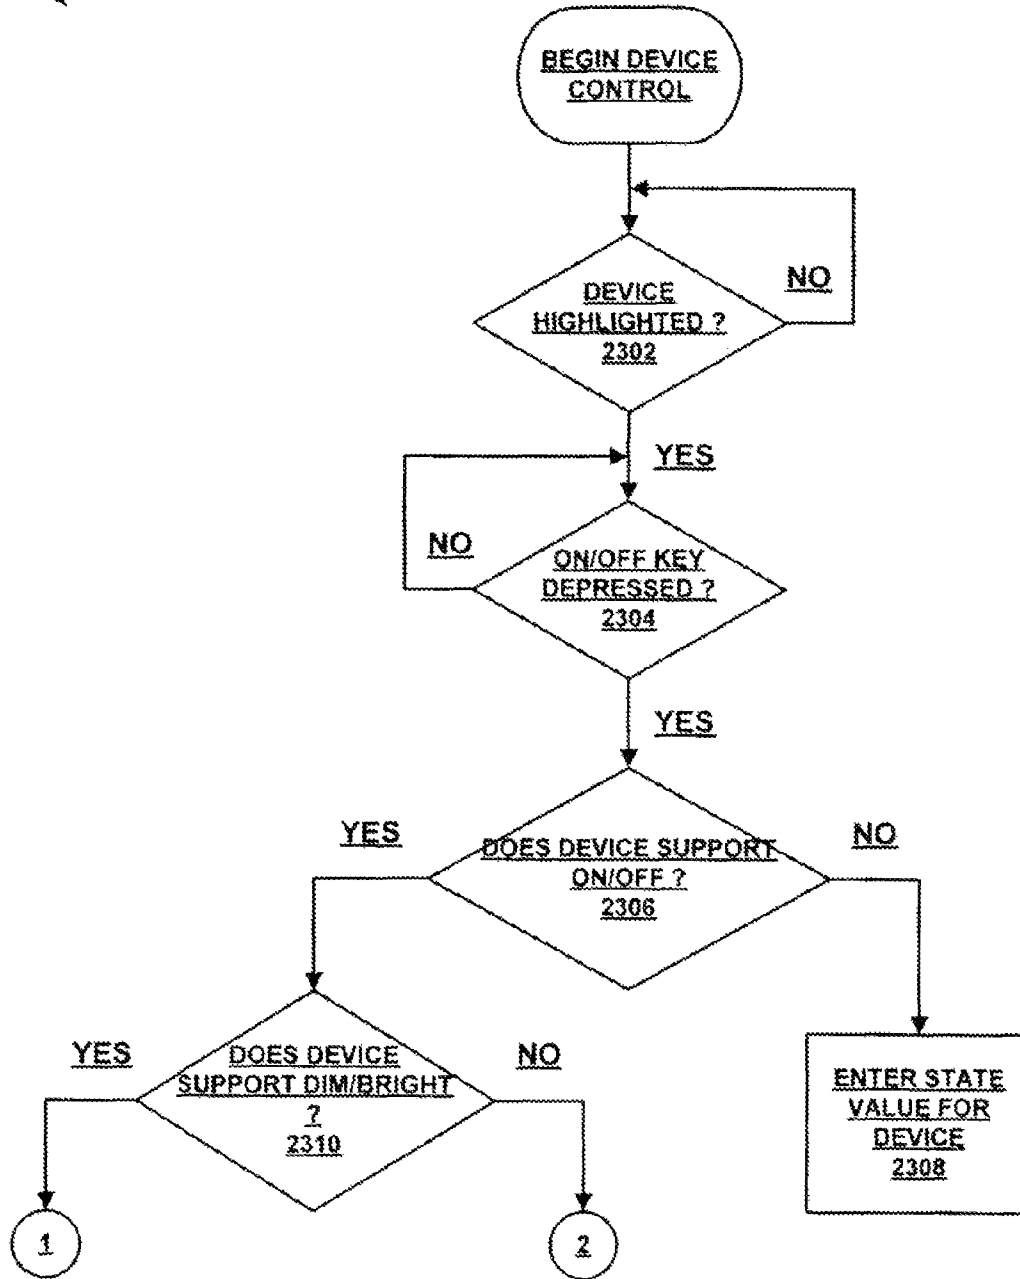 BEGIN DEVICE
CONTROL
NO
DEVICE
HIGHLIGHTED ?
2302
YES
NO
ON/OFF KEY
DEPRESSED ?
2304
YES
YES
NO
DOES DEVICE SUPPORT
ON/OFF ?
2306
YES
NO
DOES DEVICE
SUPPORT DIM/BRIGHT
?
2310
ENTER STATE
VALUE FOR
DEVICE
2308
1
2